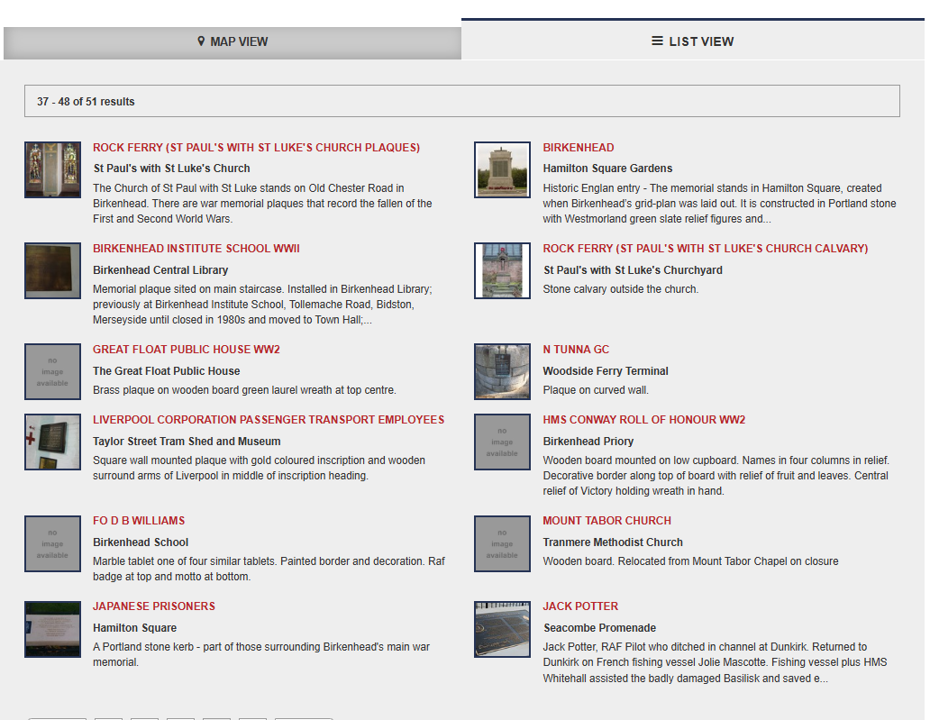 MAP VIEW
LIST VIEW
37 - 48 of 51 results
ROCK FERRY (ST PAUL'S WITH ST LUKE'S CHURCH PLAQUES)
St Paul's with St Luke's Church
The Church of St Paul with St Luke stands on Old Chester Road in
Birkenhead. There are war memorial plaques that record the fallen of the
First and Second World Wars.
BIRKENHEAD
Hamilton Square Gardens
Historic Englan entry - The memorial stands in Hamilton Square, created
when Birkenhead's grid-plan was laid out. It is constructed in Portland stone
with Westmorland green slate relief figures and...
BIRKENHEAD INSTITUTE SCHOOL WWII
Birkenhead Central Library
Memorial plaque sited on main staircase. Installed in Birkenhead Library;
previously at Birkenhead Institute School, Tollemache Road, Bidston,
Merseyside until closed in 1980s and moved to Town Hall;...
ROCK FERRY (ST PAUL'S WITH ST LUKE'S CHURCH CALVARY)
St Paul's with St Luke's Churchyard
Stone calvary outside the church.
no
image
available
GREAT FLOAT PUBLIC HOUSE WW2
The Great Float Public House
Brass plaque on wooden board green laurel wreath at top centre.
N TUNNA GC
Woodside Ferry Terminal
Plaque on curved wall.
LIVERPOOL CORPORATION PASSENGER TRANSPORT EMPLOYEES
Taylor Street Tram Shed and Museum
Square wall mounted plaque with gold coloured inscription and wooden
surround arms of Liverpool in middle of inscription heading.
no
image
available
HMS CONWAY ROLL OF HONOUR WW2
Birkenhead Priory
Wooden board mounted on low cupboard. Names in four columns in relief.
Decorative border along top of board with relief of fruit and leaves. Central
relief of Victory holding wreath in hand.
no
image
available
FO D B WILLIAMS
Birkenhead School
Marble tablet one of four similar tablets. Painted border and decoration. Raf
badge at top and motto at bottom.
no
image
available
MOUNT TABOR CHURCH
Tranmere Methodist Church
Wooden board. Relocated from Mount Tabor Chapel on closure
JAPANESE PRISONERS
Hamilton Square
A Portland stone kerb - part of those surrounding Birkenhead's main war
memorial.
JACK POTTER
Seacombe Promenade
Jack Potter, RAF Pilot who ditched in channel at Dunkirk. Returned to
Dunkirk on French fishing vessel Jolie Mascotte. Fishing vessel plus HMS
Whitehall assisted the badly damaged Basilisk and saved e...